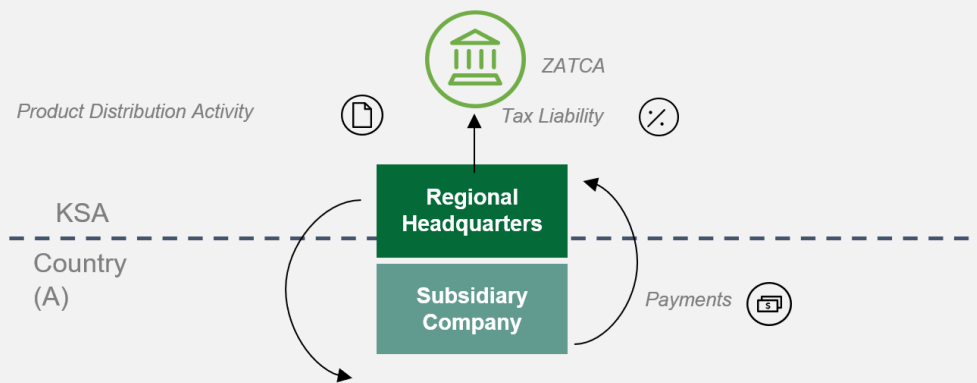 ZATCA
Product Distribution Activity
Tax Liability
Regional
Headquarters
KSA
Country
(A)
Subsidiary
Company
Payments